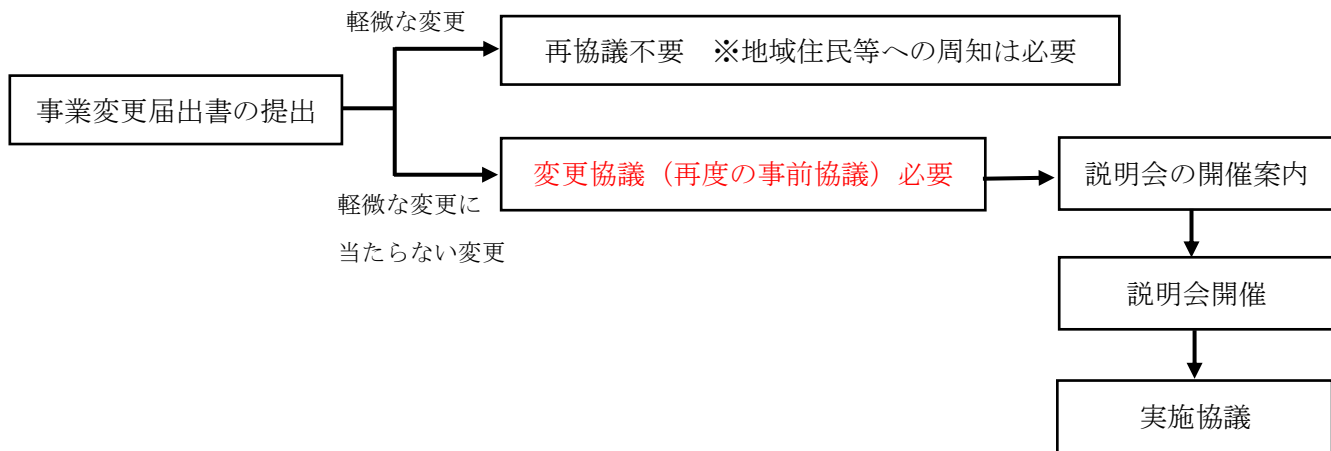 軽微な変更
再協議不要　※地域住民等への周知は必要
事業変更届出書の提出
変更協議（再度の事前協議）必要
説明会の開催案内
軽微な変更に
当たらない変更
説明会開催
実施協議